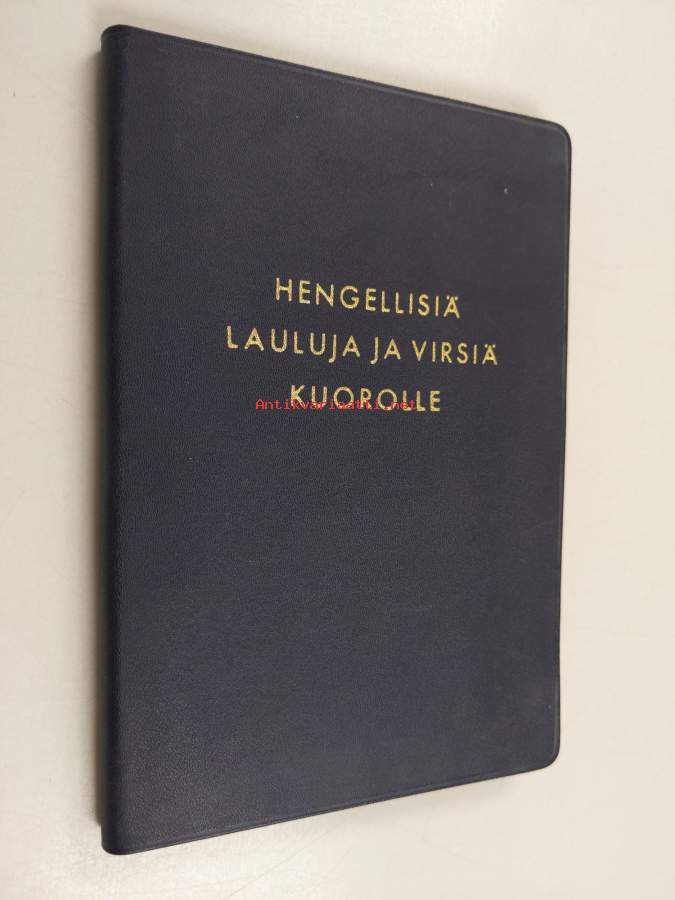 HENGELLISIÄ
LAULUJA JA VIRSIÄ
KUOROLLE
Antikvariaatti.net